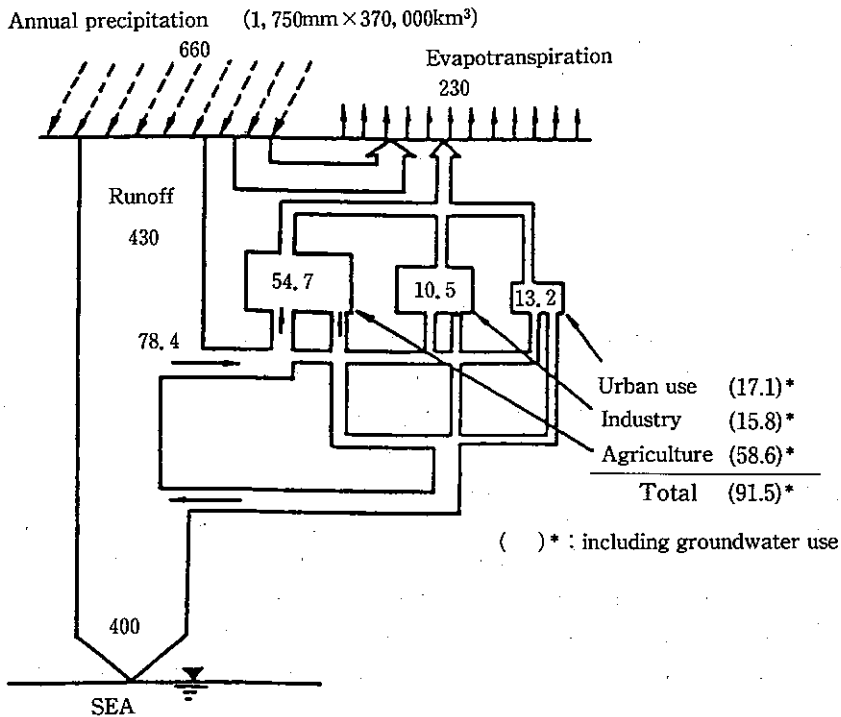 Annual precipitation (1,750mm×370,000km³)
660
Evapotranspiration
230
Runoff
430
54.7
10.5
13.2
78.4
Urban use (17.1)*
Industry (15.8)*
Agriculture (58.6)*
Total (91.5)*
( )* : including groundwater use
400
SEA